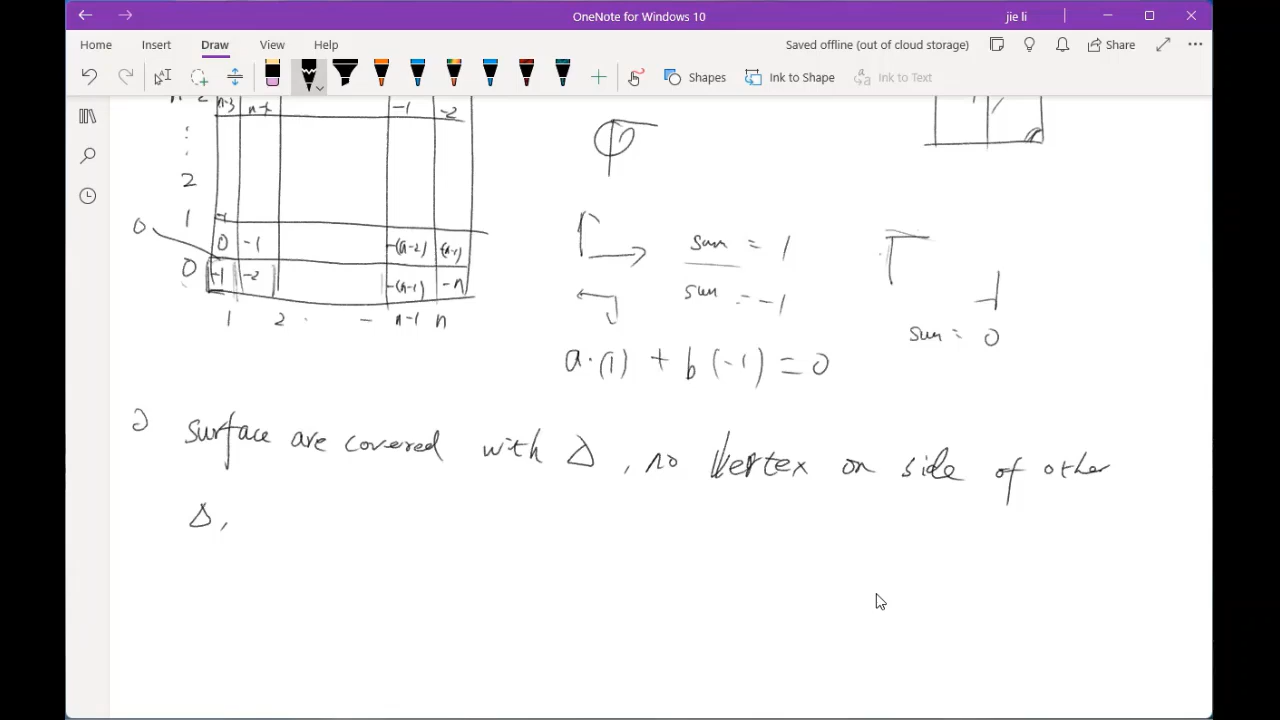 OneNote for Windows 10
jie li
Home Insert Draw View Help
Saved offline (out of cloud storage)
Share
Shapes
Ink to Shape
Ink to Text
n-3
-1 -2
2
1
0
0 -1 -(n-2) -(n-1)
0
-1 -2 -(n-1) -n
1 2 . - n-1 n
sum = 1
sum = -1
sum = 0
a·(1) + b(-1) = 0
surface are covered with Δ, no vertex on side of other
Δ,